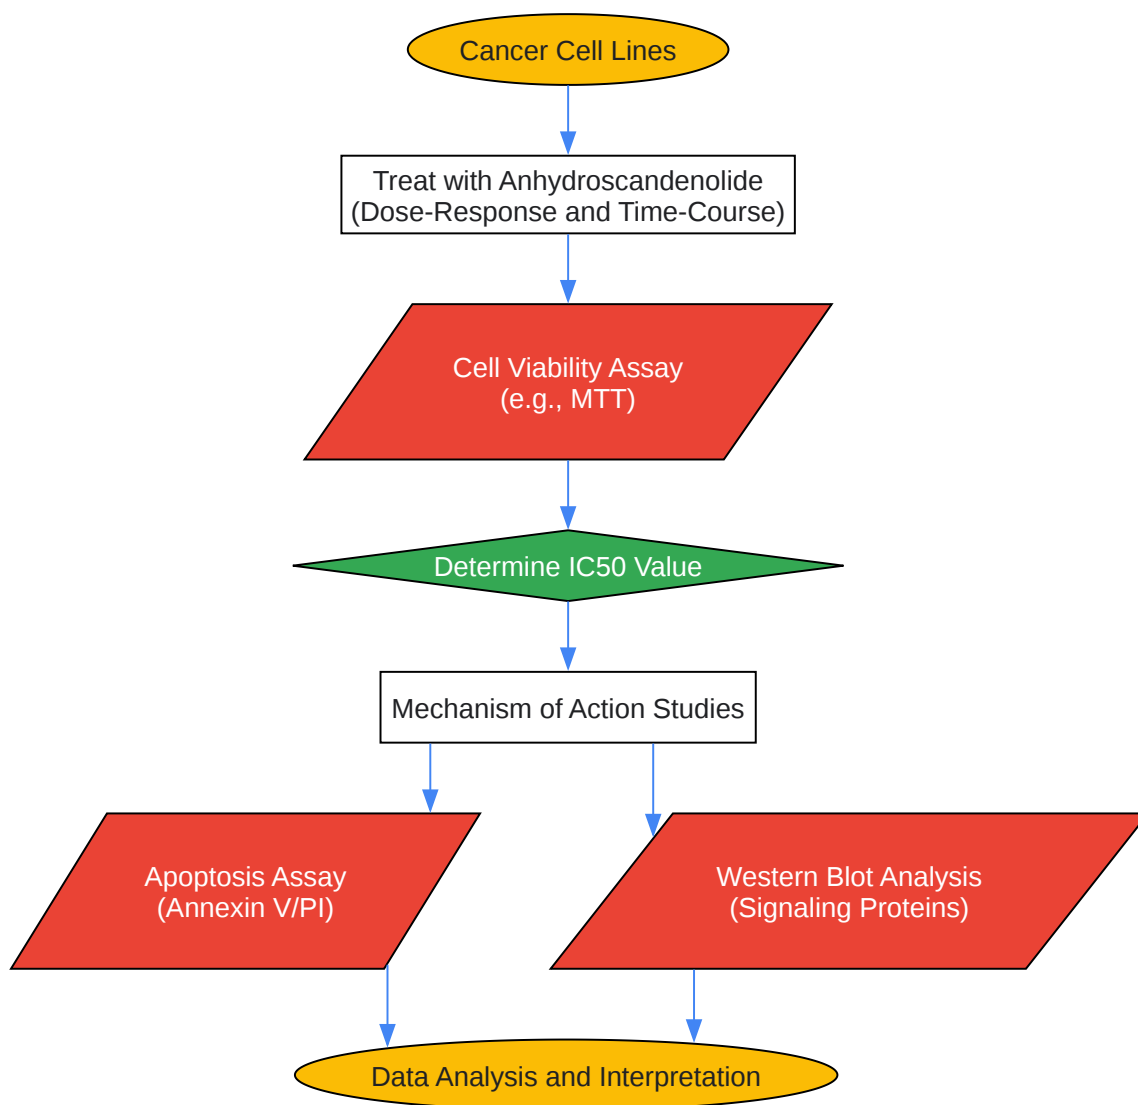 Cancer Cell Lines
Treat with Anhydroscandenolide
(Dose-Response and Time-Course)
Cell Viability Assay
(e.g., MTT)
Determine IC50 Value
Mechanism of Action Studies
Apoptosis Assay
(Annexin V/PI)
Western Blot Analysis
(Signaling Proteins)
Data Analysis and Interpretation